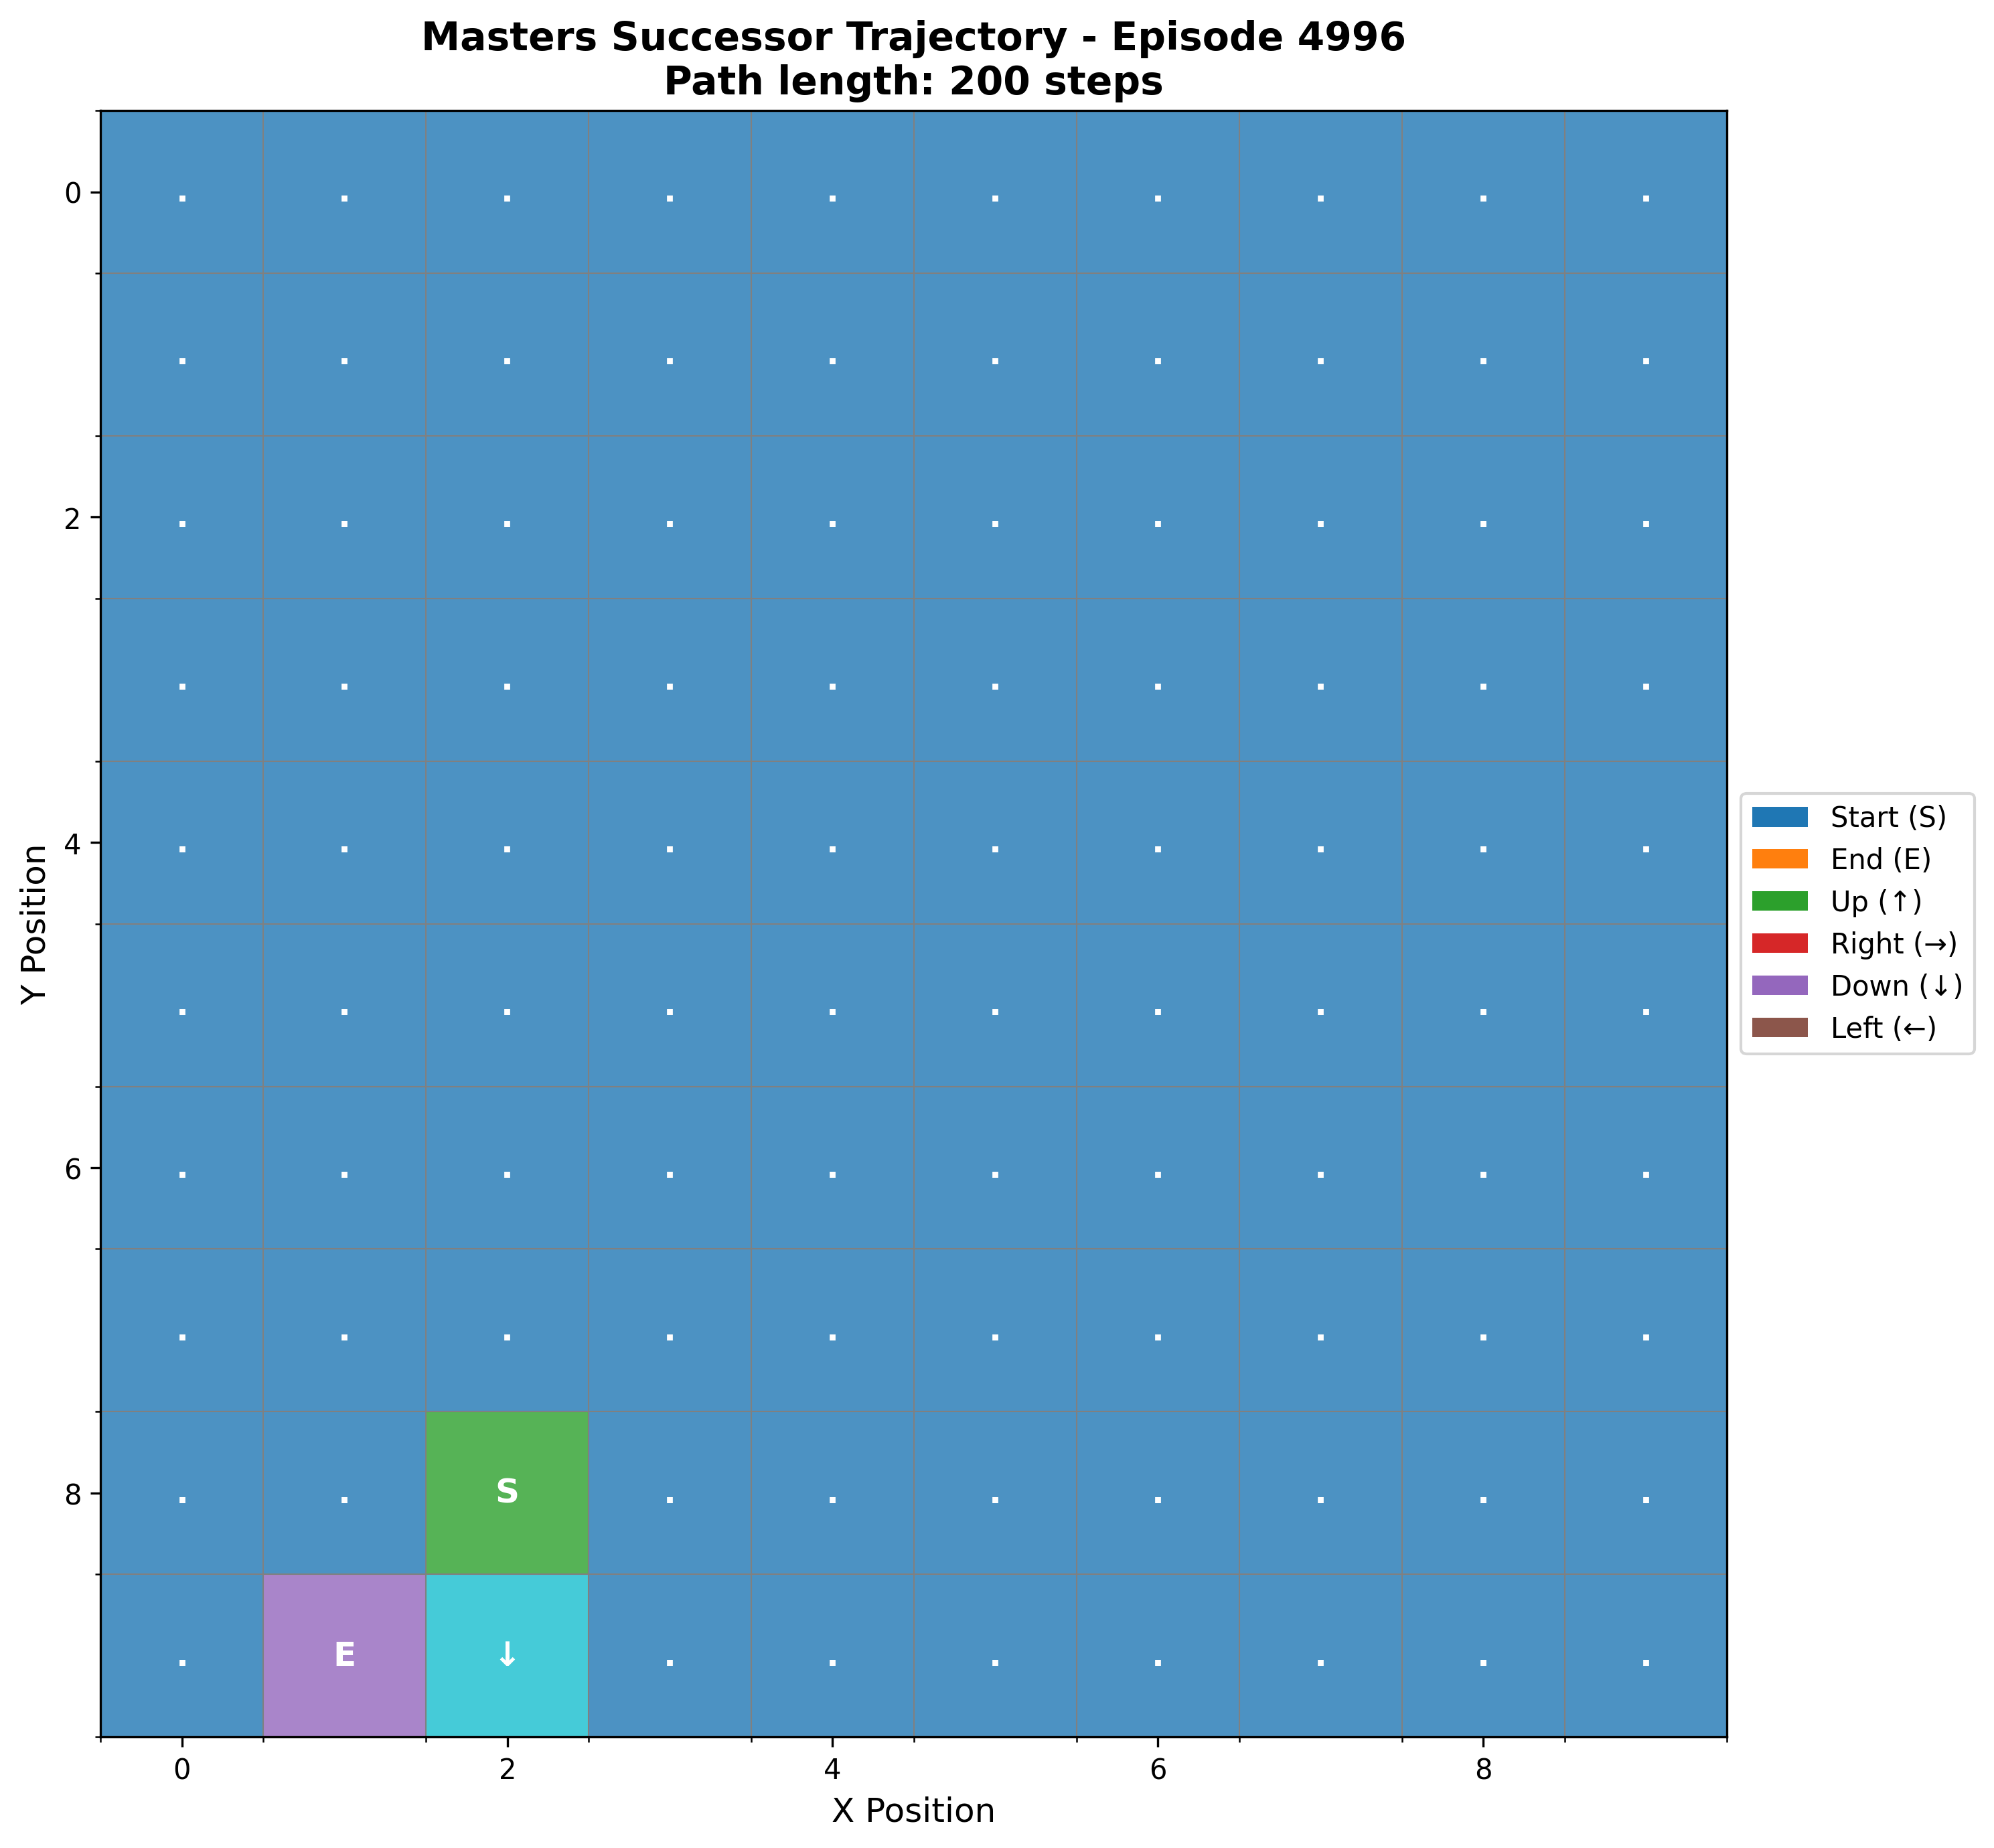 Masters Successor Trajectory - Episode 4996
Path length: 200 steps
0
2
4
6
8
Y Position
S
E ↓
0 2 4 6 8
X Position
Start (S)
End (E)
Up (↑)
Right (→)
Down (↓)
Left (←)